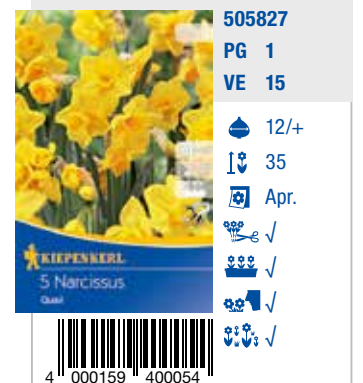 505827
PG 1
VE 15
12/+
35
Apr.
√
√
√
√
KIEPENKERL
5 Narcissus
Quail
4 000159 400054